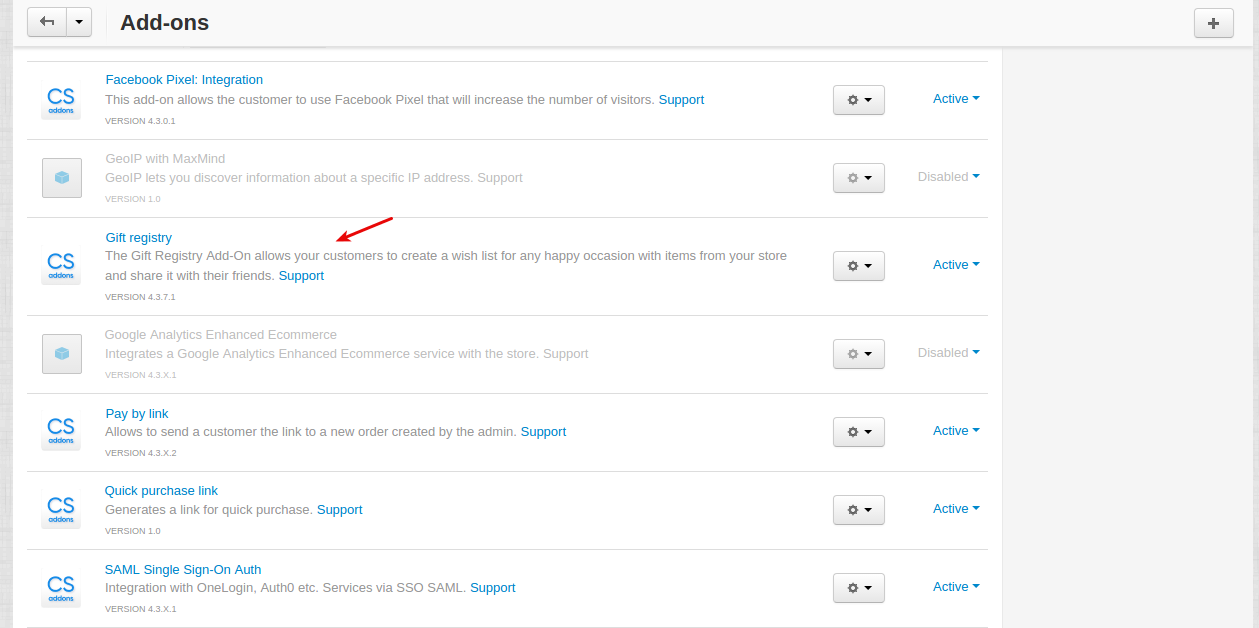 Add-ons
Facebook Pixel: Integration
CS
addons
This add-on allows the customer to use Facebook Pixel that will increase the number of visitors. Support
Active
VERSION 4.3.0.1
GeoIP with MaxMind
GeoIP lets you discover information about a specific IP address. Support
Disabled
VERSION 1.0
Gift registry
CS
addons
The Gift Registry Add-On allows your customers to create a wish list for any happy occasion with items from your store
and share it with their friends. Support
Active
VERSION 4.3.7.1
Google Analytics Enhanced Ecommerce
Integrates a Google Analytics Enhanced Ecommerce service with the store. Support
Disabled
VERSION 4.3.X.1
Pay by link
CS
addons
Allows to send a customer the link to a new order created by the admin. Support
Active
VERSION 4.3.X.2
Quick purchase link
CS
addons
Generates a link for quick purchase. Support
Active
VERSION 1.0
SAML Single Sign-On Auth
CS
addons
Integration with OneLogin, Auth0 etc. Services via SSO SAML. Support
Active
VERSION 4.3.X.1